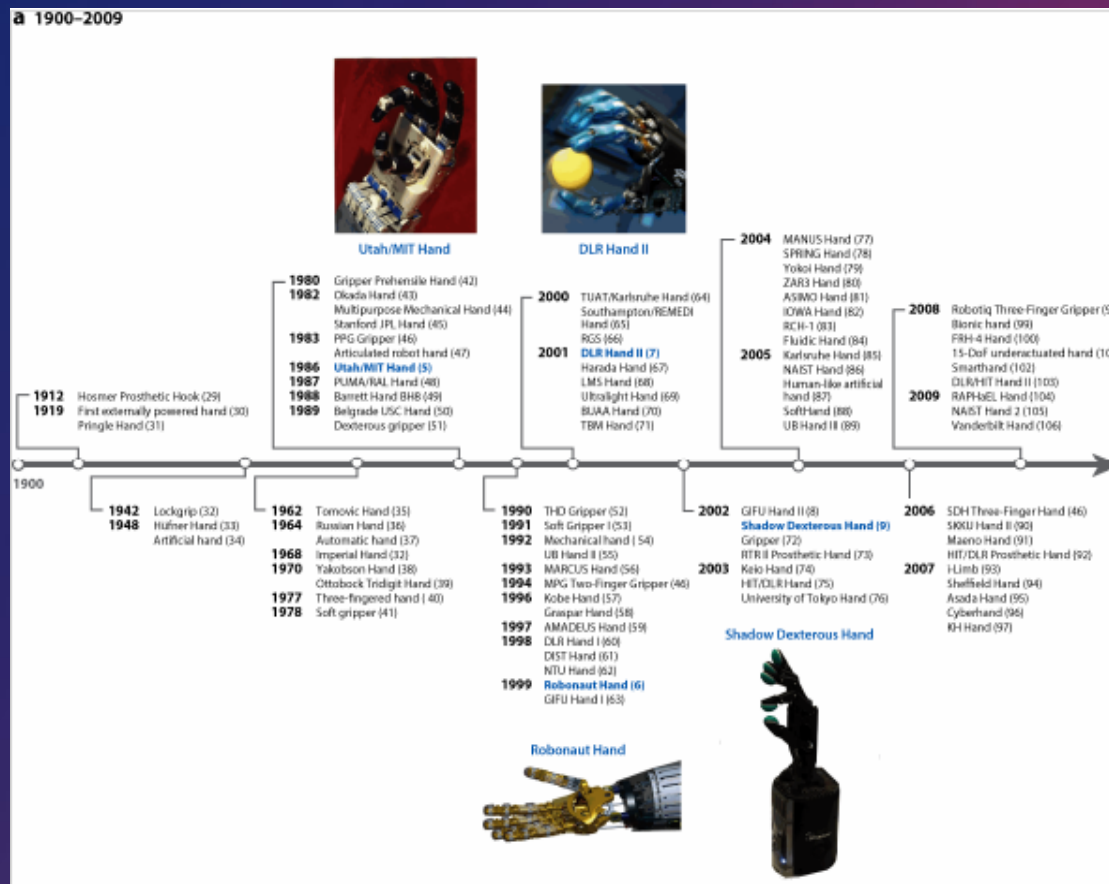 a 1900–2009
Utah/MIT Hand
DLR Hand II
1980 Gripper Prehensile Hand (42)
1982 Okada Hand (43)
Multipurpose Mechanical Hand (44)
Stanford JPL Hand (45)
1983 PPG Gripper (46)
Articulated robot hand (47)
1986 Utah/MIT Hand (5)
1987 PUMA/RAL Hand (48)
1988 Barrett Hand BH8 (49)
1989 Belgrade USC Hand (50)
Dexterous gripper (51)
2000 TUAT/Karlsruhe Hand (64)
Southampton/REMEDI
Hand (65)
RGS (66)
2001 DLR Hand II (7)
Harada Hand (67)
LMS Hand (68)
Ultralight Hand (69)
BUAA Hand (70)
TBM Hand (71)
2004 MANUS Hand (77)
SPRING Hand (78)
Yokoi Hand (79)
ZAR3 Hand (80)
ASIMO Hand (81)
IOWA Hand (82)
RCH-1 (83)
Fluidic Hand (84)
2005 Karlsruhe Hand (85)
NAIST Hand (86)
Human-like artificial
hand (87)
SoftHand (88)
UB Hand III (89)
2008 Robotiq Three-Finger Gripper
Bionic hand (99)
FRH-4 Hand (100)
15-DoF underactuated hand
Smarthand (102)
DLR/HIT Hand II (103)
2009 RAPHaEL Hand (104)
NAIST Hand 2 (105)
Vanderbilt Hand (106)
1912 Hosmer Prosthetic Hook (29)
1919 First externally powered hand (30)
Pringle Hand (31)
1900
1942 Lockgrip (32)
1948 Hüfner Hand (33)
Artificial hand (34)
1962 Tomovic Hand (35)
1964 Russian Hand (36)
Automatic hand (37)
1968 Imperial Hand (32)
1970 Yakobson Hand (38)
Ottobock Tridigit Hand (39)
1977 Three-fingered hand ( 40)
1978 Soft gripper (41)
1990 THD Gripper (52)
1991 Soft Gripper I (53)
1992 Mechanical hand ( 54)
UB Hand II (55)
1993 MARCUS Hand (56)
1994 MPG Two-Finger Gripper (46)
1996 Kobe Hand (57)
Graspar Hand (58)
1997 AMADEUS Hand (59)
1998 DLR Hand I (60)
DIST Hand (61)
NTU Hand (62)
1999 Robonaut Hand (6)
GIFU Hand I (63)
2002 GIFU Hand II (8)
Shadow Dexterous Hand (9)
Gripper (72)
RTR II Prosthetic Hand (73)
2003 Keio Hand (74)
HIT/DLR Hand (75)
University of Tokyo Hand (76)
2006 SDH Three-Finger Hand (46
SKKU Hand II (90)
Maeno Hand (91)
HIT/DLR Prosthetic Hand (92)
2007 i-Limb (93)
Sheffield Hand (94)
Asada Hand (95)
Cyberhand (96)
KH Hand (97)
Shadow Dexterous Hand
Robonaut Hand